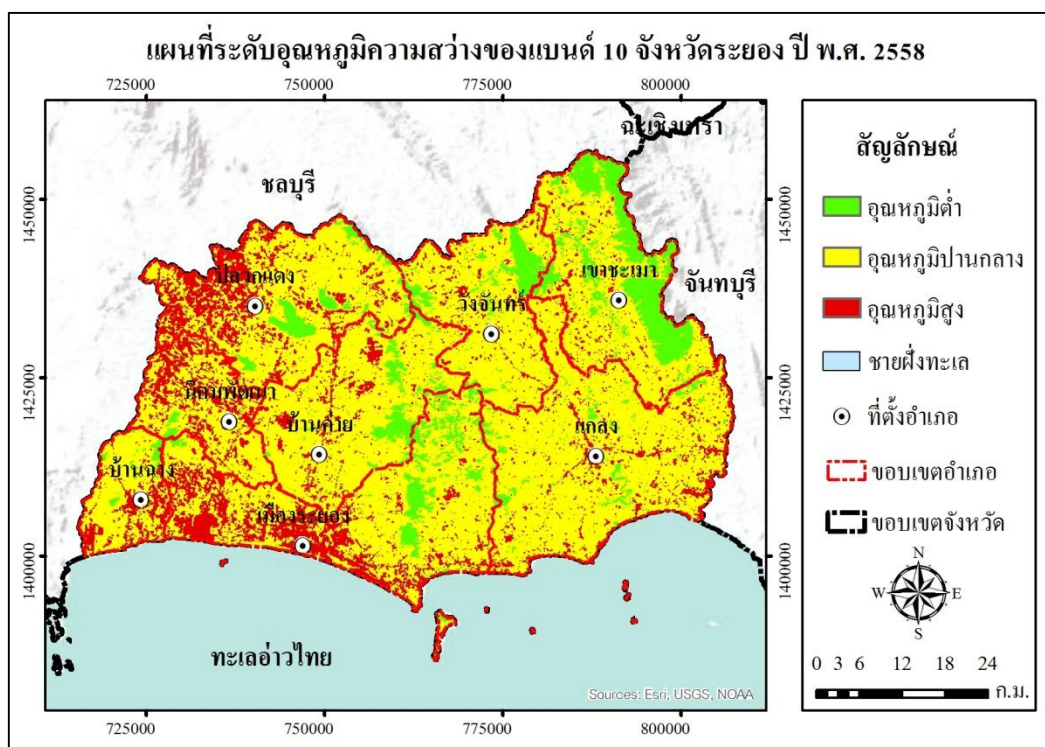 แผนที่ระดับอุณหภูมิความสว่างของแบนด์ 10 จังหวัดระยอง ปี พ.ศ. 2558
725000 750000 775000 800000
ฉะเชิงเทรา
ชลบุรี
1450000 1450000
ปลวกแดง
เขาชะเมา
จันทบุรี
วังจันทร์
1425000 1425000
นิคมพัฒนา
บ้านค่าย
แกลง
บ้านฉาง
เมืองระยอง
1400000 1400000
ทะเลอ่าวไทย
Sources: Esri, USGS, NOAA
725000 750000 775000 800000
สัญลักษณ์
อุณหภูมิต่ำ
อุณหภูมิปานกลาง
อุณหภูมิสูง
ชายฝั่งทะเล
ที่ตั้งอำเภอ
ขอบเขตอำเภอ
ขอบเขตจังหวัด
N
W E
S
0 3 6 12 18 24
ก.ม.